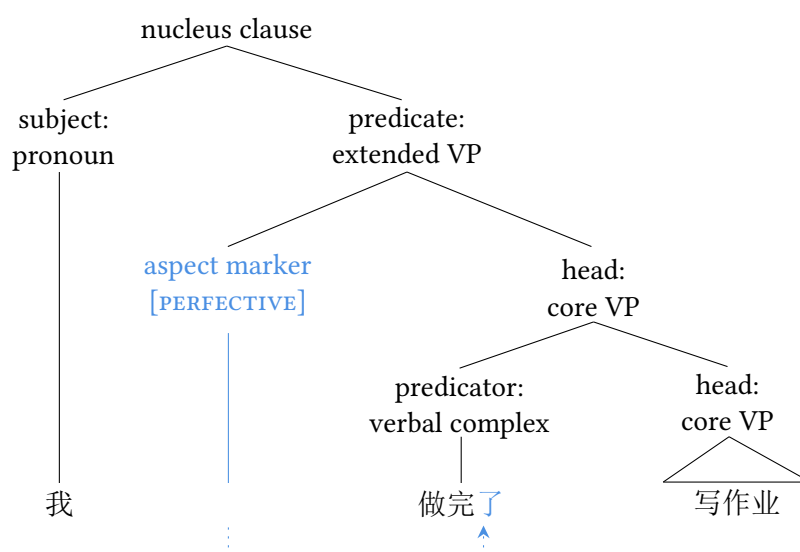 nucleus clause
subject:
pronoun
predicate:
extended VP
aspect marker
[PERFECTIVE]
head:
core VP
predicator:
verbal complex
head:
core VP
我
做完了
写作业